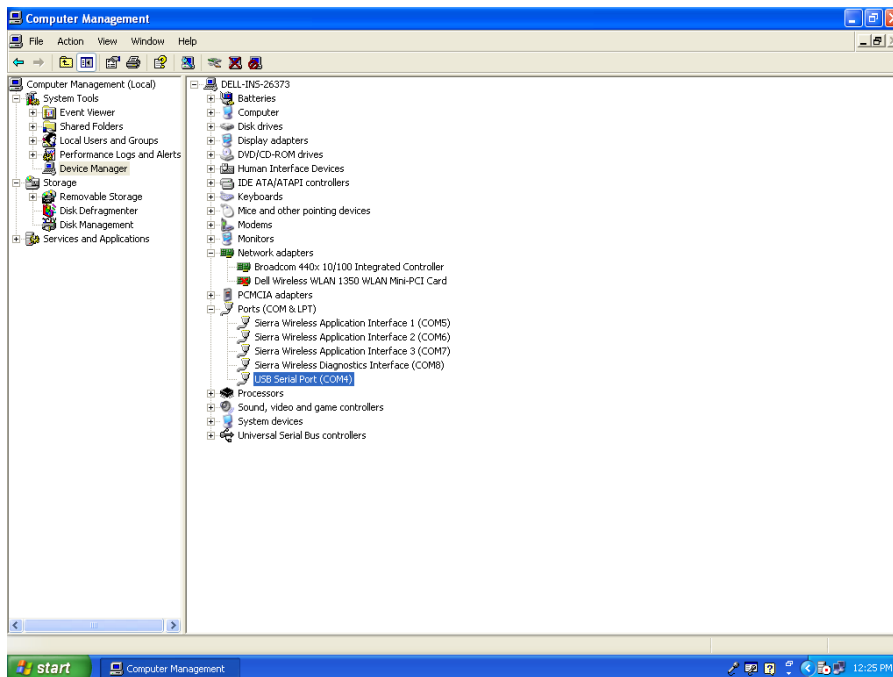 Computer Management
File Action View Window Help
Computer Management (Local)
System Tools
Event Viewer
Shared Folders
Local Users and Groups
Performance Logs and Alerts
Device Manager
Storage
Removable Storage
Disk Defragmenter
Disk Management
Services and Applications
DELL-INS-26373
Batteries
Computer
Disk drives
Display adapters
DVD/CD-ROM drives
Human Interface Devices
IDE ATA/ATAPI controllers
Keyboards
Mice and other pointing devices
Modems
Monitors
Network adapters
Broadcom 440x 10/100 Integrated Controller
Dell Wireless WLAN 1350 WLAN Mini-PCI Card
PCMCIA adapters
Ports (COM & LPT)
Sierra Wireless Application Interface 1 (COM5)
Sierra Wireless Application Interface 2 (COM6)
Sierra Wireless Application Interface 3 (COM7)
Sierra Wireless Diagnostics Interface (COM8)
USB Serial Port (COM4)
Processors
Sound, video and game controllers
System devices
Universal Serial Bus controllers
start
Computer Management
12:25 PM